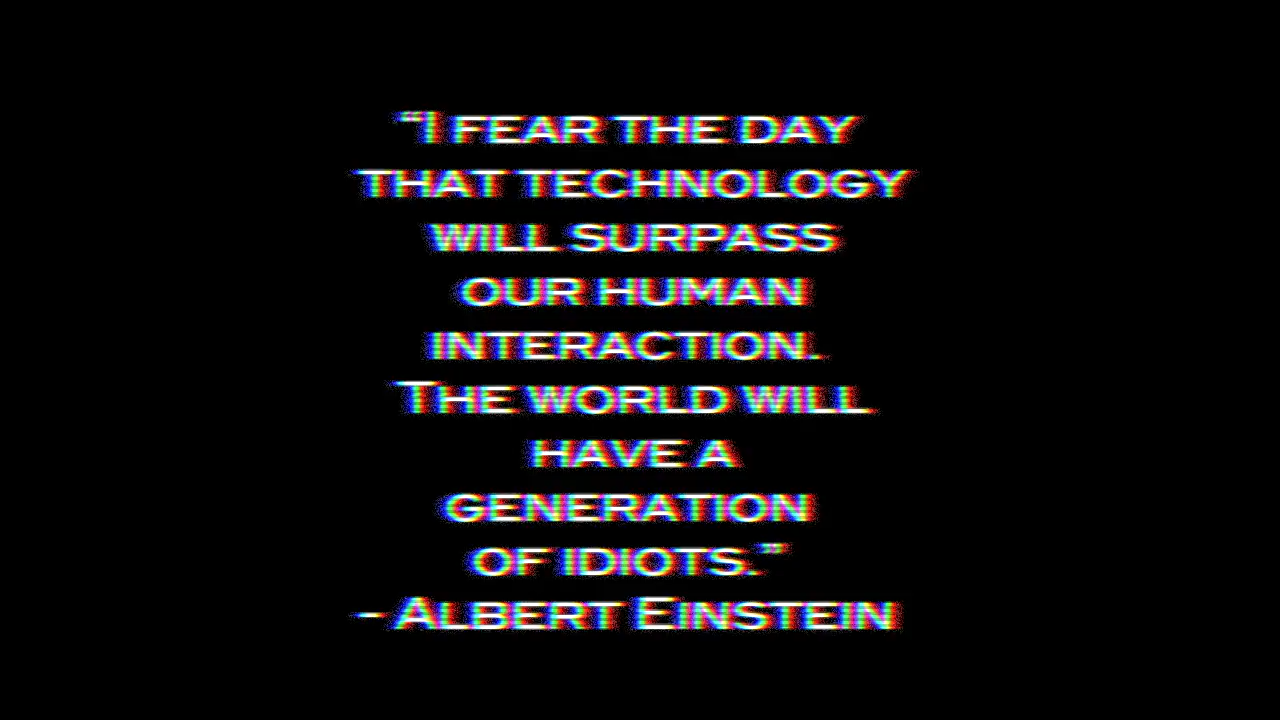 “I FEAR THE DAY
THAT TECHNOLOGY
WILL SURPASS
OUR HUMAN
INTERACTION.
THE WORLD WILL
HAVE A
GENERATION
OF IDIOTS.”
- ALBERT EINSTEIN